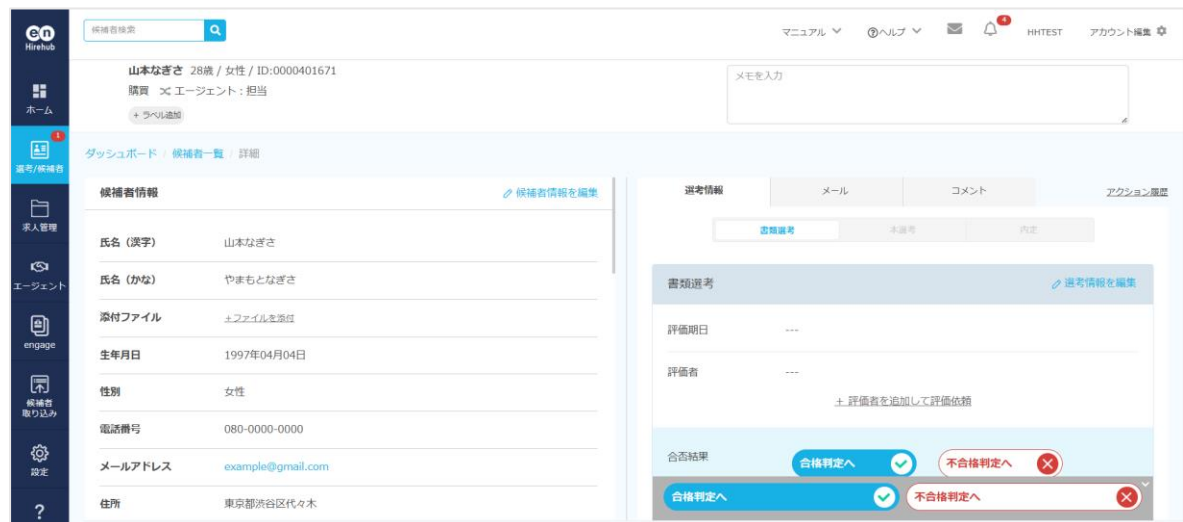 en
Hirehub
候補者検索
マニュアル
?ヘルプ
4
HHTEST
アカウント編集
山本なぎさ 28歳 / 女性 / ID:0000401671
購買 エージェント : 担当
+ ラベル追加
メモを入力
ホーム
1
選考/候補者
求人管理
エージェント
engage
候補者
取り込み
設定
?
ダッシュボード / 候補者一覧 / 詳細
候補者情報
候補者情報を編集
氏名（漢字） 山本なぎさ
氏名（かな） やまもとなぎさ
添付ファイル +ファイルを添付
生年月日 1997年04月04日
性別 女性
電話番号 080-0000-0000
メールアドレス example@gmail.com
住所 東京都渋谷区代々木
選考情報 メール コメント アクション履歴
書類選考 本選考 内定
書類選考 選考情報を編集
評価期日 ---
評価者 ---
+ 評価者を追加して評価依頼
合否結果 合格判定へ 不合格判定へ
合格判定へ 不合格判定へ